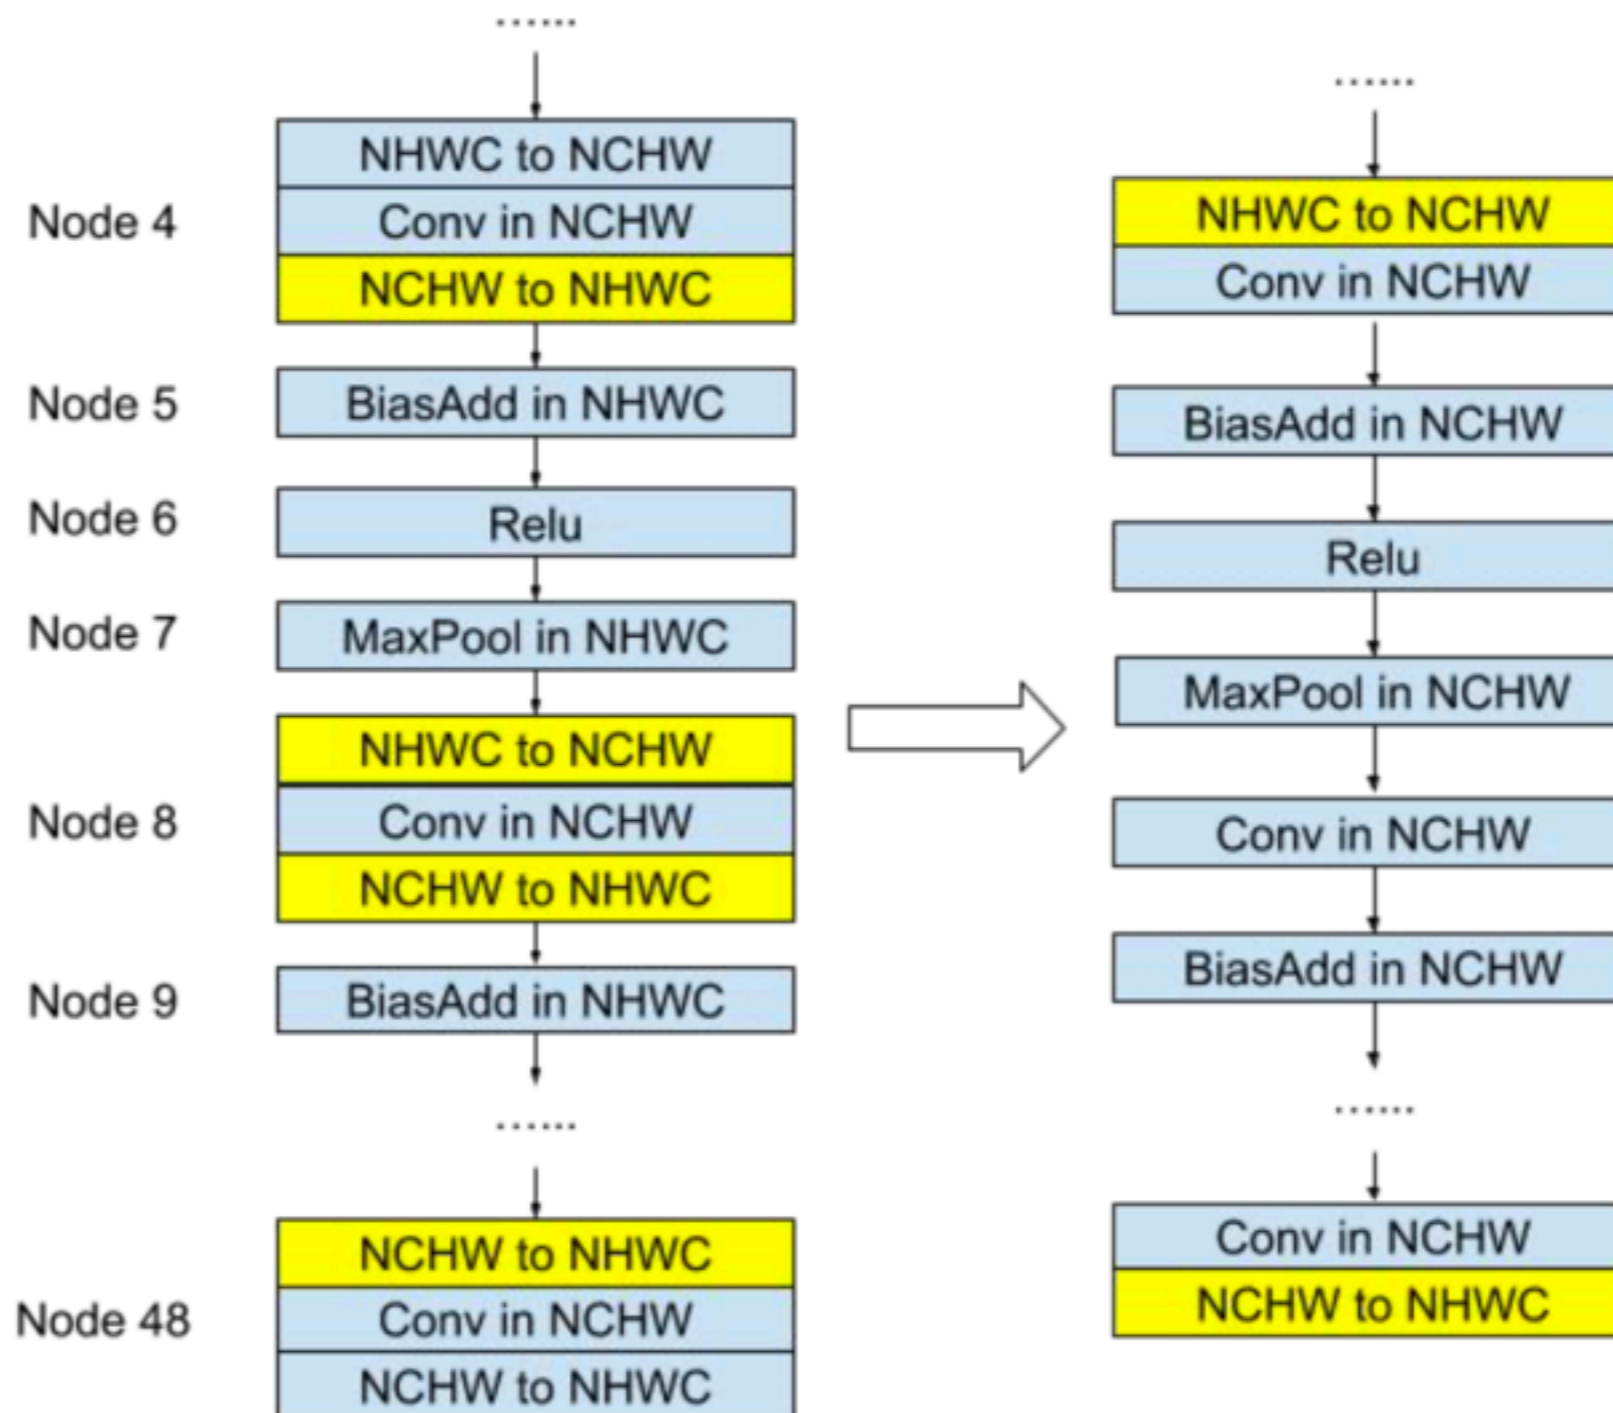 ......
NHWC to NCHW
Node 4
Conv in NCHW
NCHW to NHWC
Node 5
BiasAdd in NHWC
Node 6
Relu
Node 7
MaxPool in NHWC
NHWC to NCHW
Node 8
Conv in NCHW
NCHW to NHWC
Node 9
BiasAdd in NHWC
......
NCHW to NHWC
Node 48
Conv in NCHW
NCHW to NHWC
......
NHWC to NCHW
Conv in NCHW
BiasAdd in NCHW
Relu
MaxPool in NCHW
Conv in NCHW
BiasAdd in NCHW
......
Conv in NCHW
NCHW to NHWC